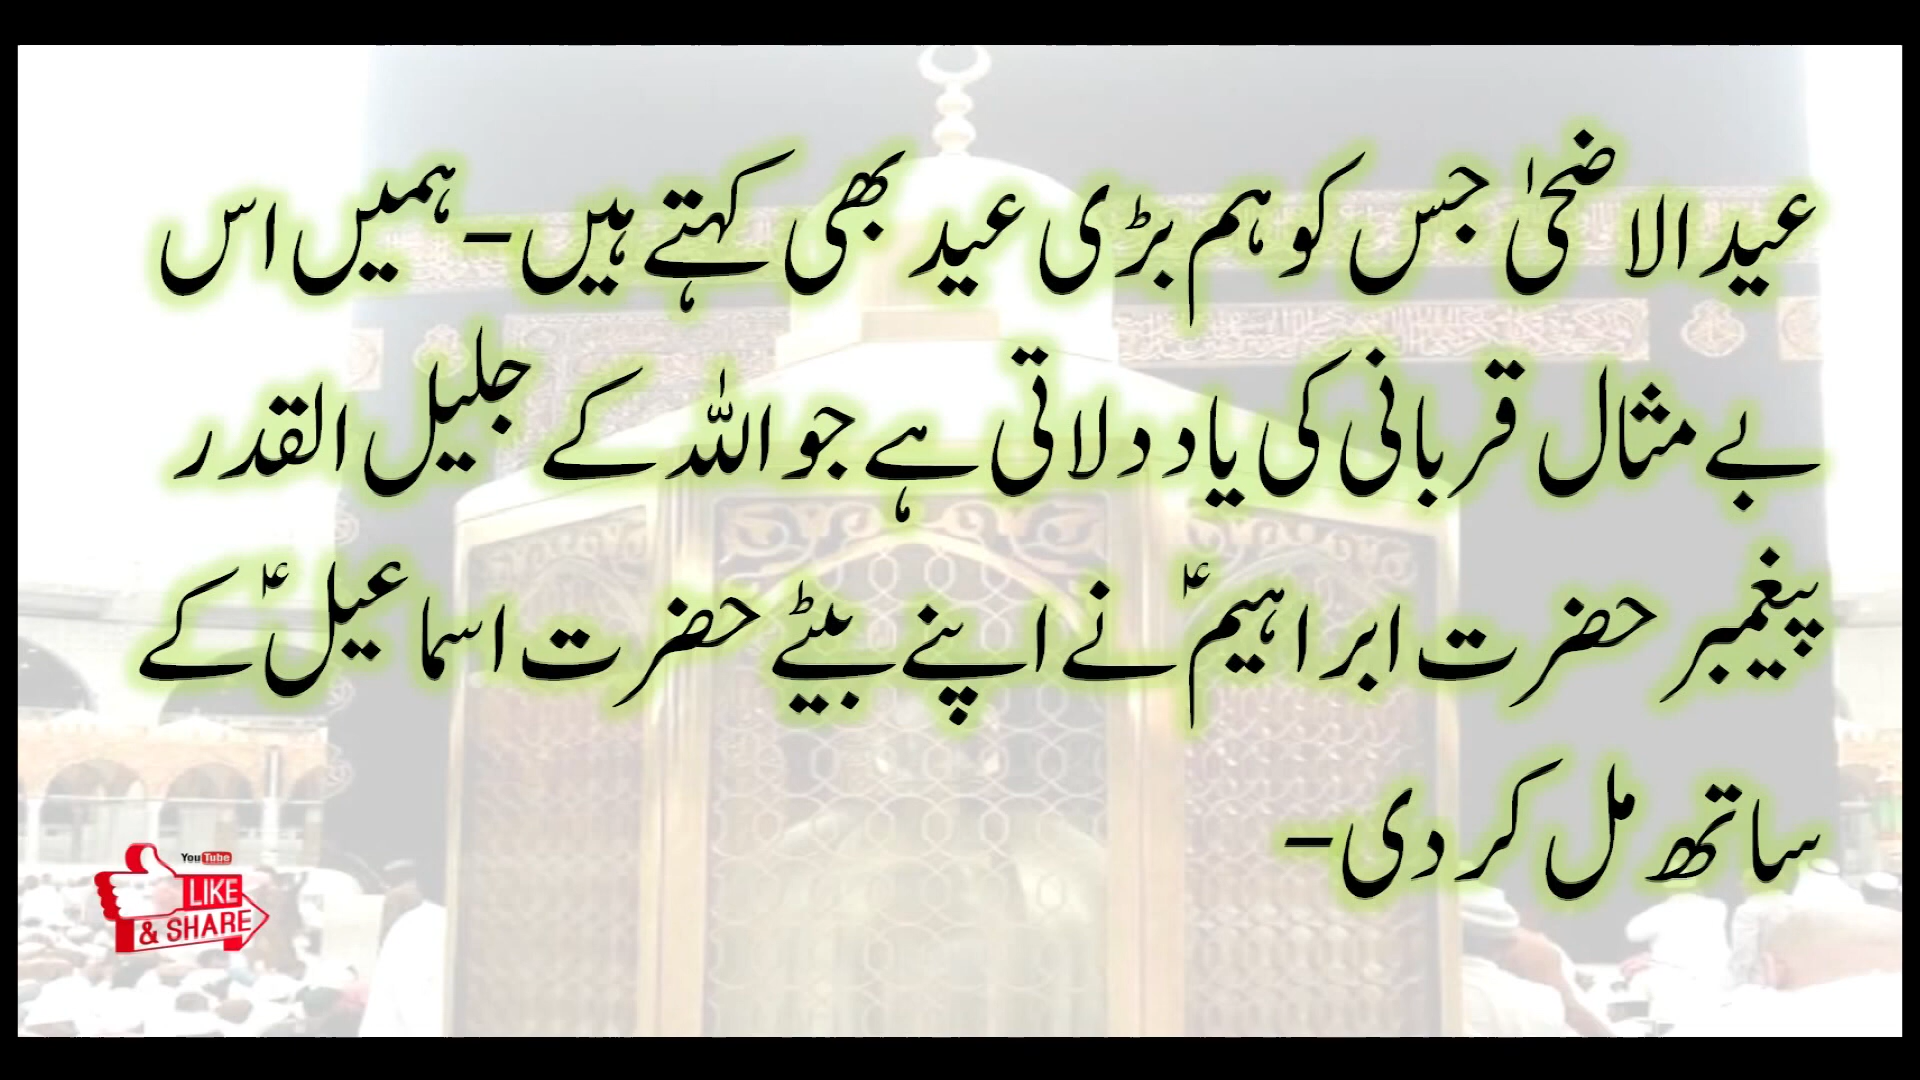 عید الاضحیٰ جس کو ہم بڑی عید بھی کہتے ہیں۔ ہمیں اس
بے مثال قربانی کی یاد دلاتی ہے جو اللہ کے جلیل القدر
پیغمبر حضرت ابراہیمؑ نے اپنے بیٹے حضرت اسماعیلؑ کے
ساتھ مل کر دی۔
YouTube
LIKE
& SHARE